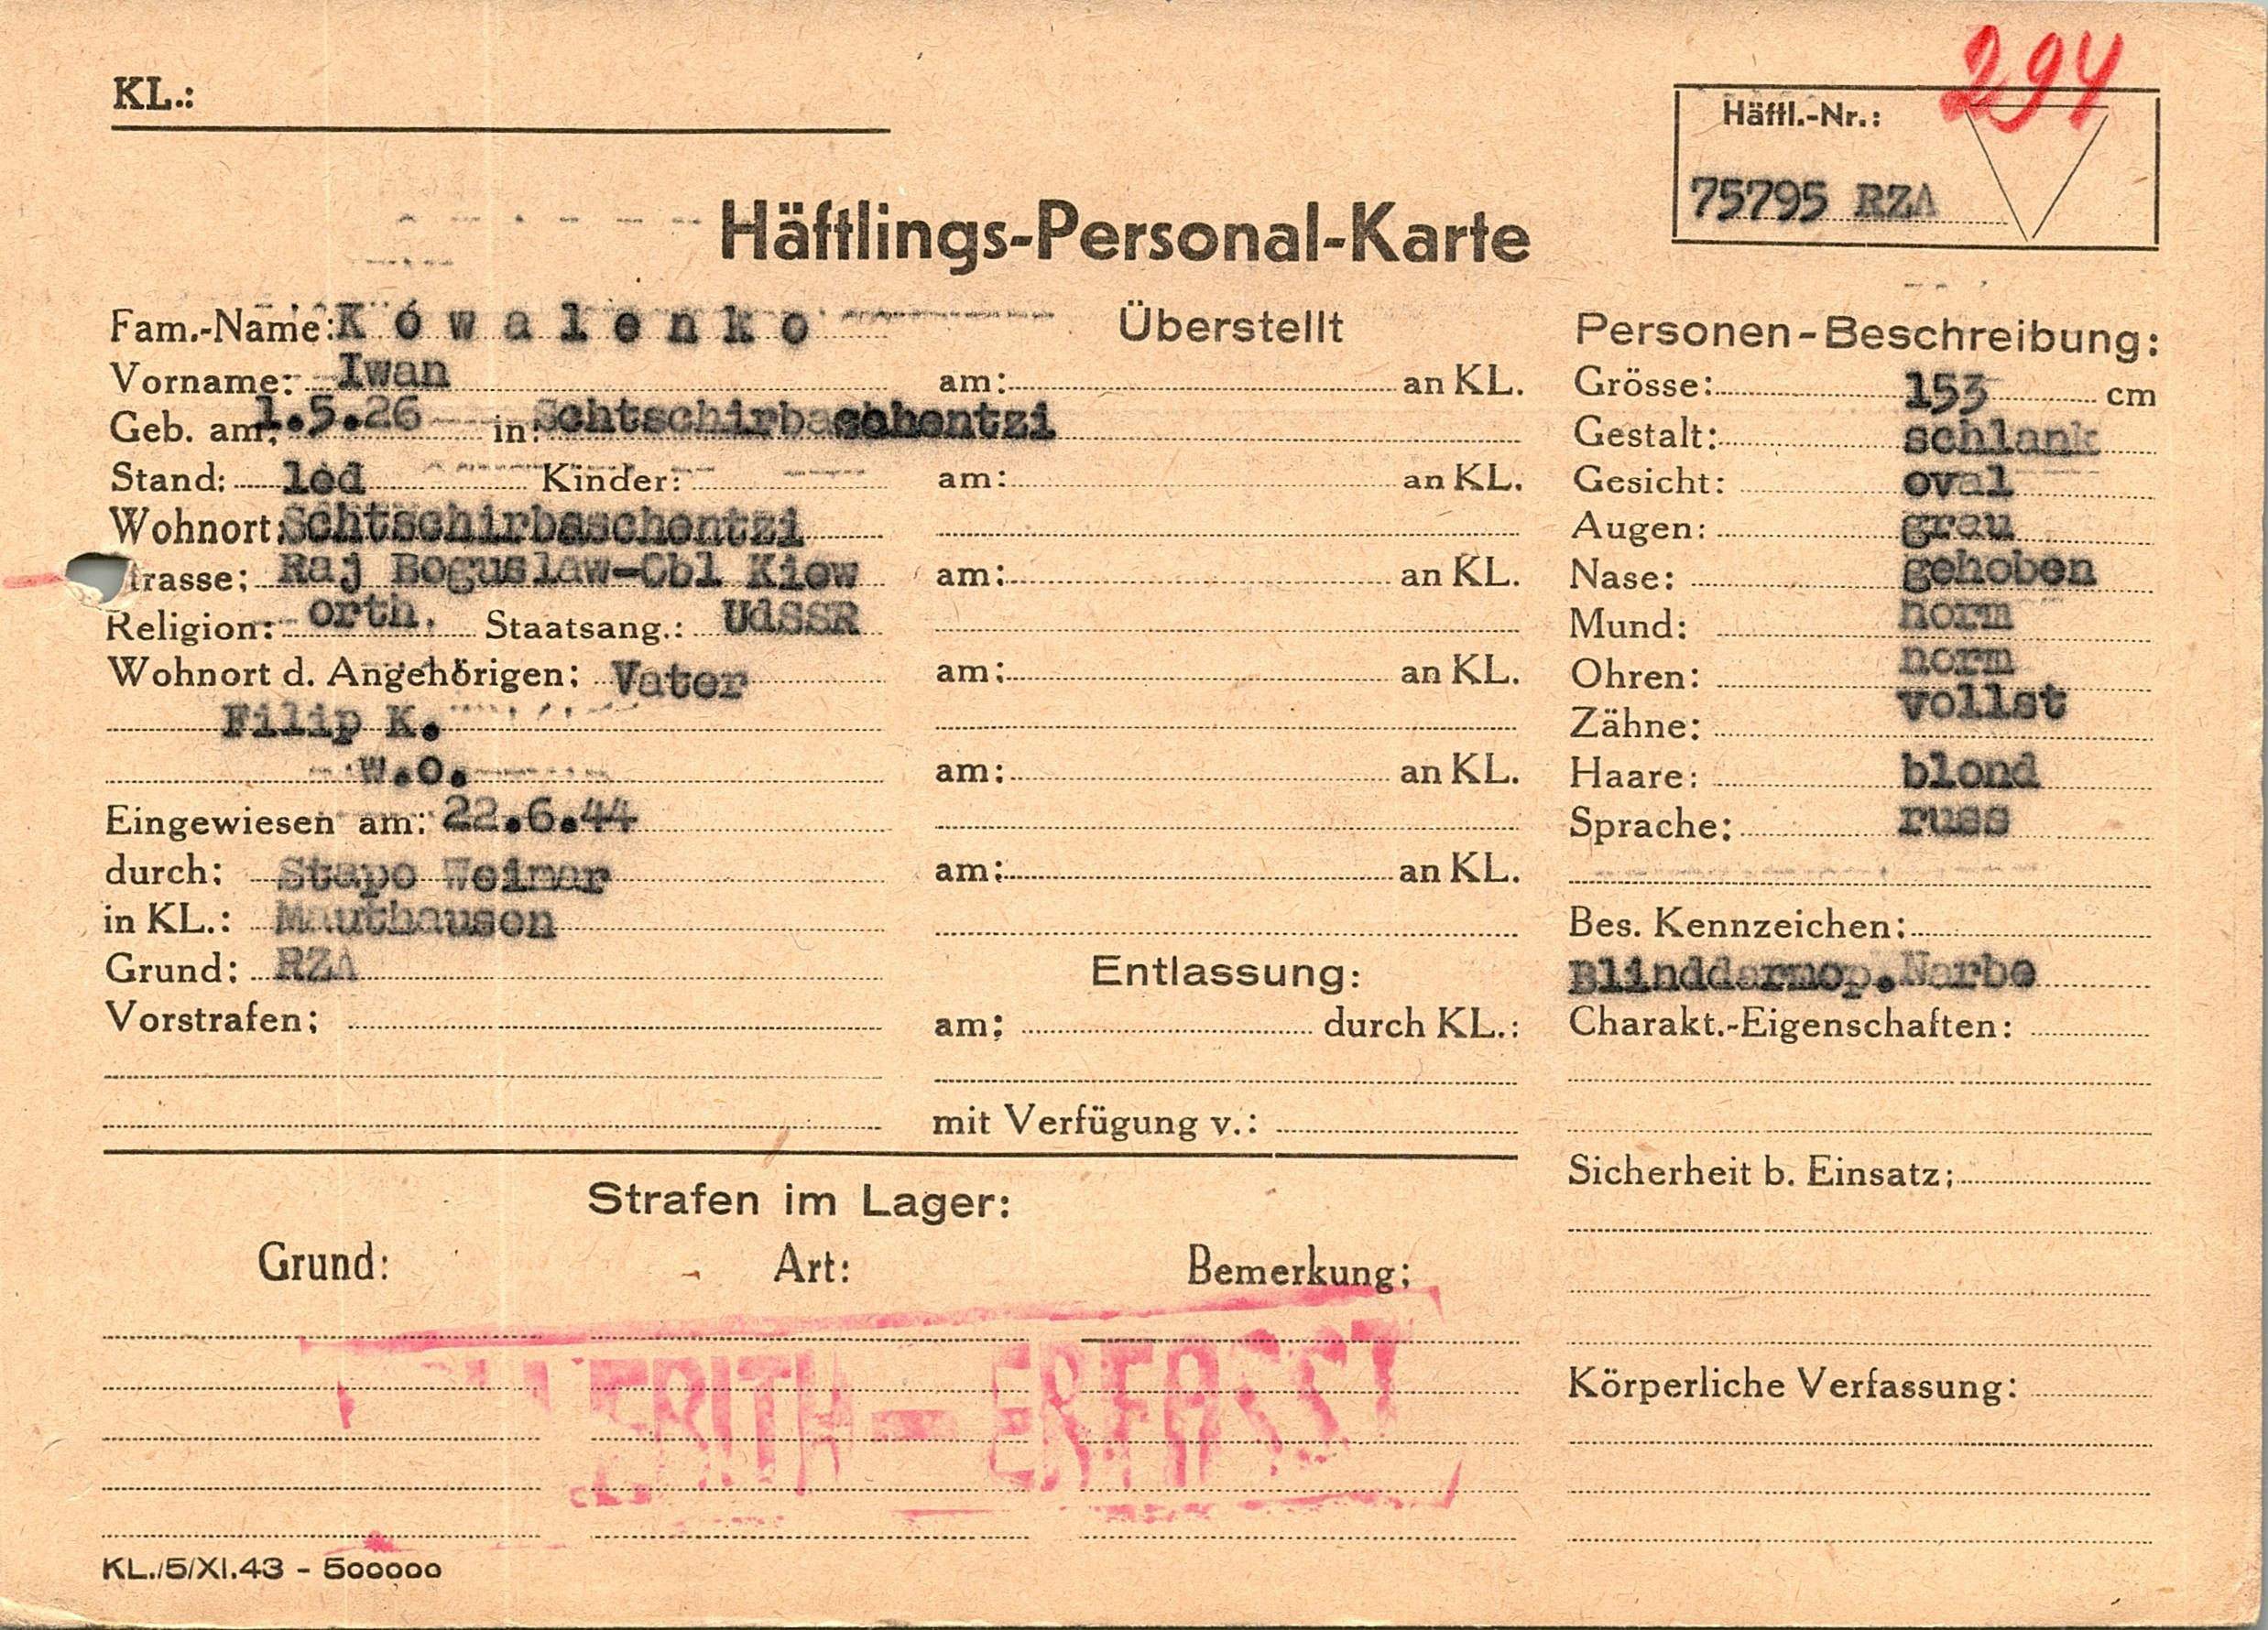 KL.:
294
Häftl.-Nr.:
75795 RZA
Häftlings-Personal-Karte
Fam.-Name: Kowalenko
Vorname: Iwan
Geb. am: 1.5.26 in: Schtschirbaschentzi
Stand: led Kinder:
Wohnort: Schtschirbaschentzi
trasse: Raj Boguslaw-Obl Kiew
Religion: orth. Staatsang.: UdSSR
Wohnort d. Angehörigen: Vater
Filip K.
w.o.
Eingewiesen am: 22.6.44
durch: Stapo Weimar
in KL.: Mauthausen
Grund: RZA
Vorstrafen:
Überstellt
am: an KL.
am: an KL.
am: an KL.
am: an KL.
am: an KL.
am: an KL.
Entlassung:
am: durch KL.:
mit Verfügung v.:
Personen-Beschreibung:
Grösse: 153 cm
Gestalt: schlank
Gesicht: oval
Augen: grau
Nase: gehoben
Mund: norm
Ohren: norm
Zähne: vollst
Haare: blond
Sprache: russ
Bes. Kennzeichen:
Blinddarmop. Narbe
Charakt.-Eigenschaften:
Sicherheit b. Einsatz:
Körperliche Verfassung:
Strafen im Lager:
Grund: Art: Bemerkung:
ERITH - ERFASST
KL./5/XI.43 - 500000